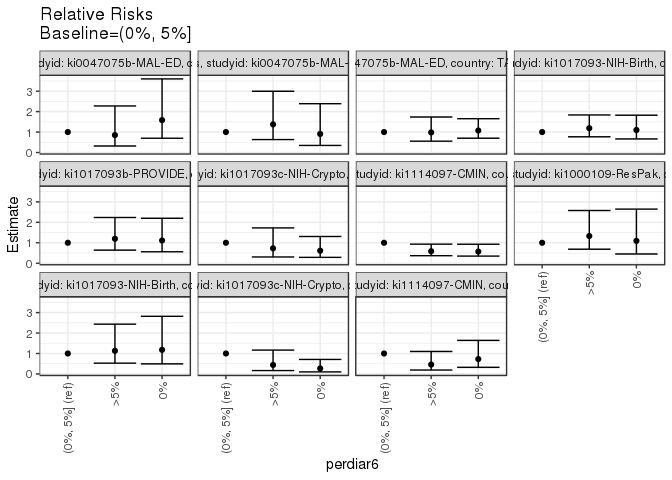 Relative Risks
Baseline=(0%, 5%]
dyid: ki0047075b-MAL-ED, c
, studyid: ki0047075b-MAL-
47075b-MAL-ED, country: TA
dyid: ki1017093-NIH-Birth, c
dyid: ki1017093b-PROVIDE, c
yid: ki1017093c-NIH-Crypto,
tudyid: ki1114097-CMIN, co
studyid: ki1000109-ResPak,
dyid: ki1017093-NIH-Birth, co
yid: ki1017093c-NIH-Crypto,
tudyid: ki1114097-CMIN, cou
Estimate
3
2
1
0
3
2
1
0
3
2
1
0
(0%, 5%] (ref)
>5%
0%
(0%, 5%] (ref)
>5%
0%
(0%, 5%] (ref)
>5%
0%
(0%, 5%] (ref)
>5%
0%
perdiar6